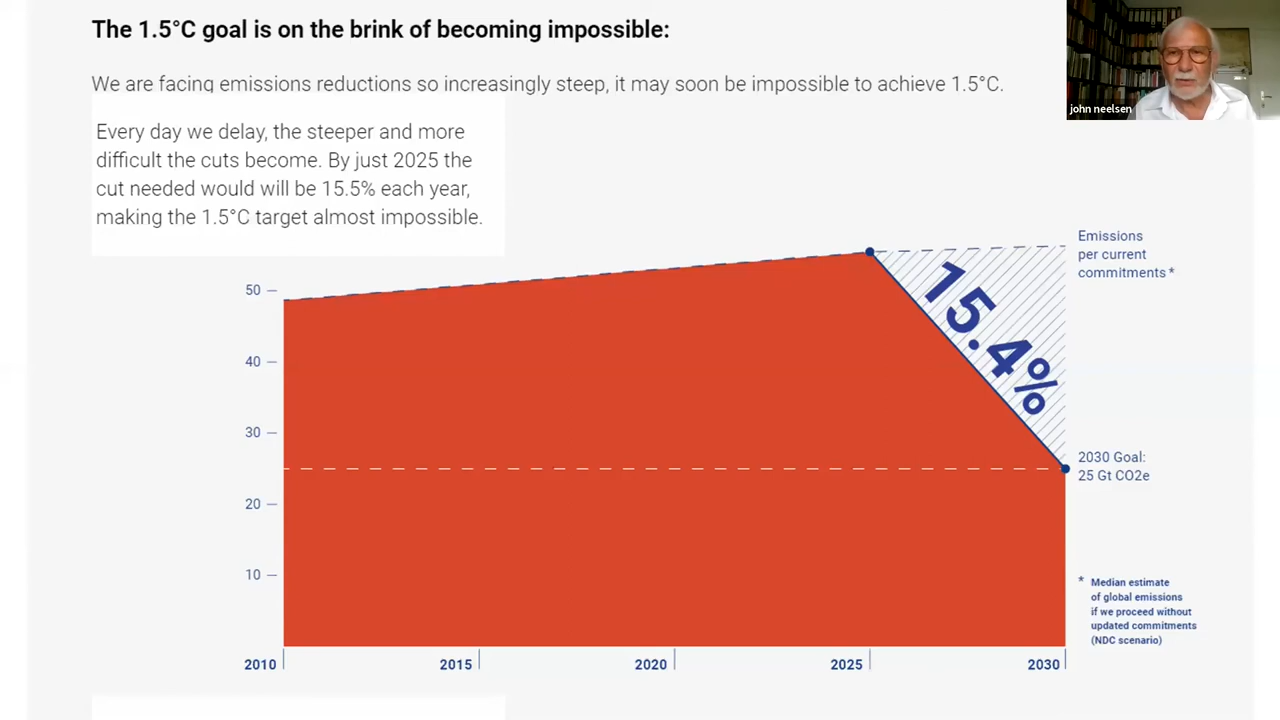 The 1.5°C goal is on the brink of becoming impossible:
We are facing emissions reductions so increasingly steep, it may soon be impossible to achieve 1.5°C.
john neelsen
Every day we delay, the steeper and more
difficult the cuts become. By just 2025 the
cut needed would will be 15.5% each year,
making the 1.5°C target almost impossible.
Emissions
per current
commitments *
15.4%
50
40
30
20
10
2030 Goal:
25 Gt CO2e
* Median estimate
of global emissions
if we proceed without
updated commitments
(NDC scenario)
2010
2015
2020
2025
2030